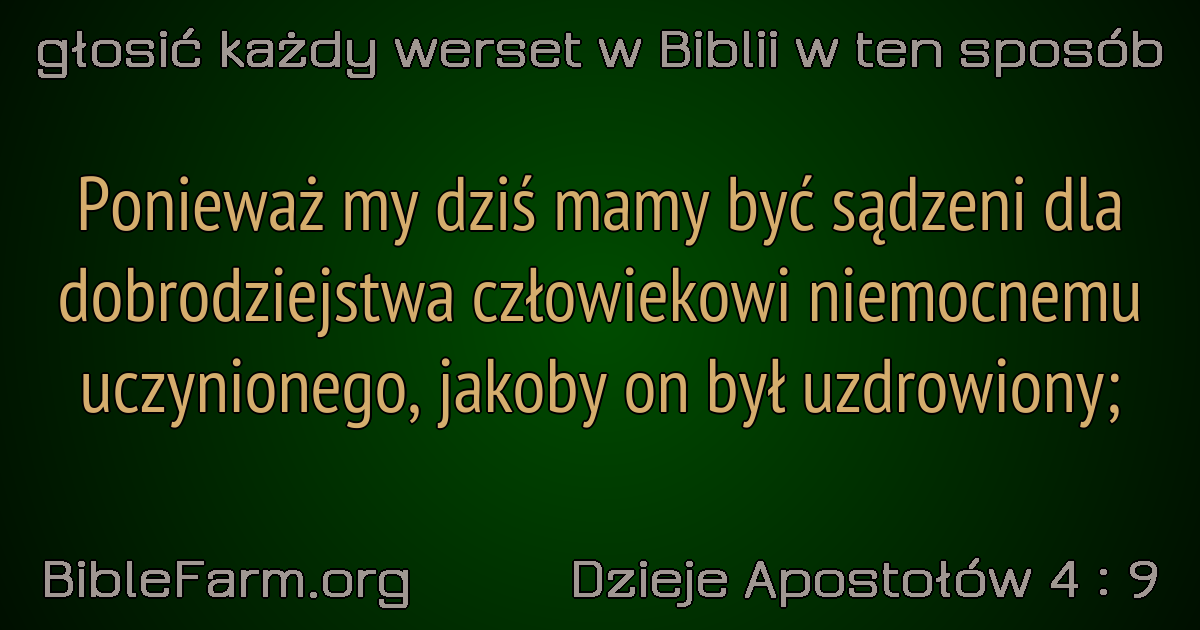 głosić każdy werset w Biblii w ten sposób
Ponieważ my dziś mamy być sądzeni dla
dobrodziejstwa człowiekowi niemocnemu
uczynionego, jakoby on był uzdrowiony;
BibleFarm.org
Dzieje Apostołów 4 : 9